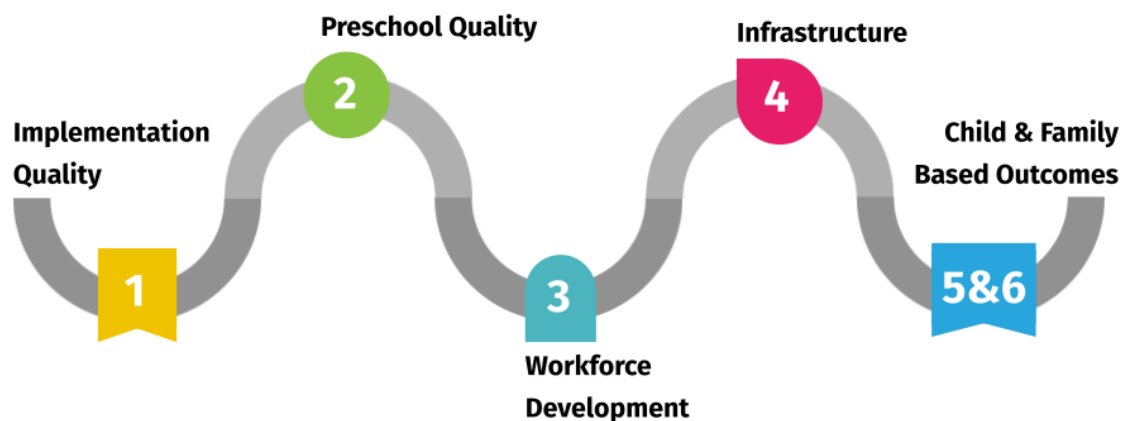 Implementation
Quality
1
Preschool Quality
2
3
Workforce
Development
Infrastructure
4
Child & Family
Based Outcomes
5&6